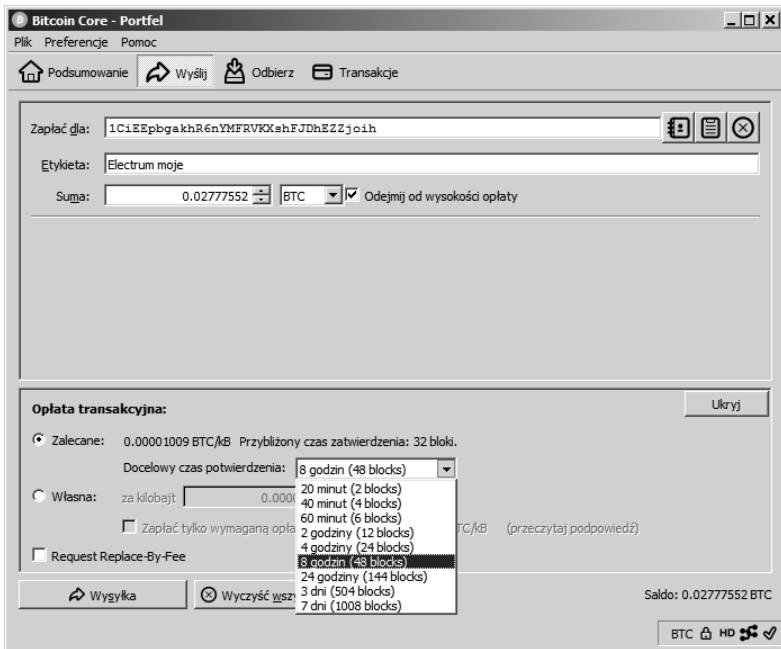 Bitcoin Core - Portfel
Plik Preferencje Pomoc
Podsumowanie Wyślij Odbierz Transakcje
Zapłać dla: 1CiEEpbgakhR6nYMFRVKXshFJDhEZZjoih
Etykieta: Electrum moje
Suma: 0.02777552 BTC Odejmij od wysokości opłaty
Opłata transakcyjna: Ukryj
Zalecane: 0.00001009 BTC/kB Przybliżony czas zatwierdzenia: 32 bloki.
Docelowy czas potwierdzenia: 8 godzin (48 blocks)
20 minut (2 blocks)
Własna: za kilobajt 0.000
40 minut (4 blocks)
60 minut (6 blocks)
Zapłać tylko wymaganą opła TC/kB (przeczytaj podpowiedź)
2 godziny (12 blocks)
4 godziny (24 blocks)
Request Replace-By-Fee
8 godzin (48 blocks)
24 godziny (144 blocks)
Wysyłka Wyczyść wszy
3 dni (504 blocks)
Saldo: 0.02777552 BTC
7 dni (1008 blocks)
BTC HD